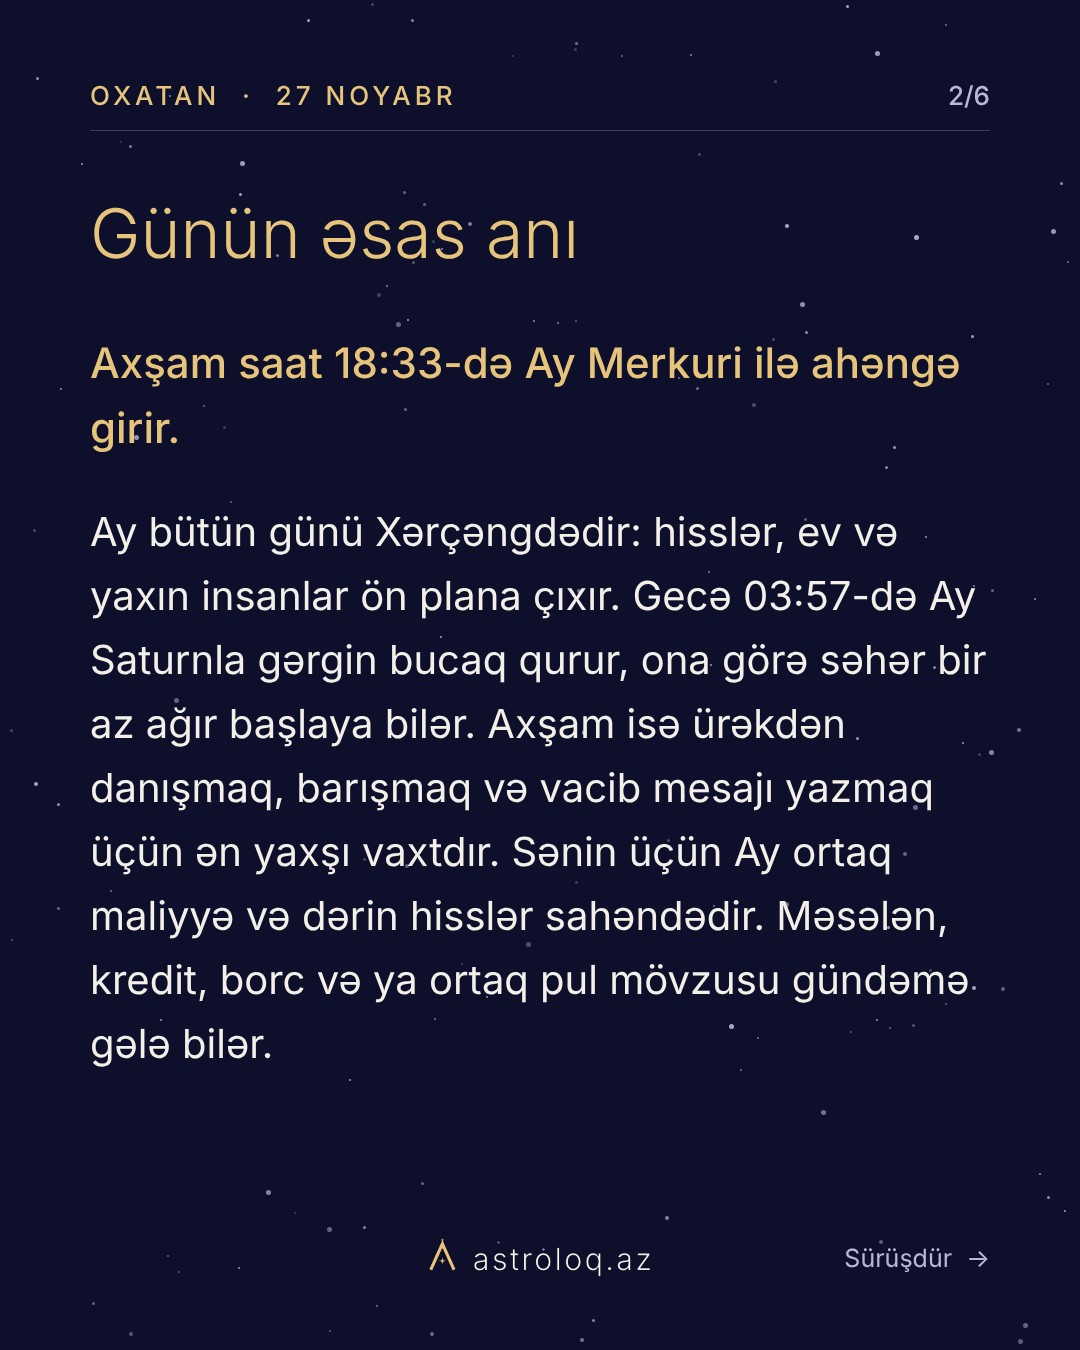 OXATAN · 27 NOYABR
2/6
Günün əsas anı
Axşam saat 18:33-də Ay Merkuri ilə ahəngə
girir.
Ay bütün günü Xərçəngdədir: hisslər, ev və
yaxın insanlar ön plana çıxır. Gecə 03:57-də Ay
Saturnla gərgin bucaq qurur, ona görə səhər bir
az ağır başlaya bilər. Axşam isə ürəkdən
danışmaq, barışmaq və vacib mesajı yazmaq
üçün ən yaxşı vaxtdır. Sənin üçün Ay ortaq
maliyyə və dərin hisslər sahəndədir. Məsələn,
kredit, borc və ya ortaq pul mövzusu gündəmə
gələ bilər.
astroloq.az
Sürüşdür →